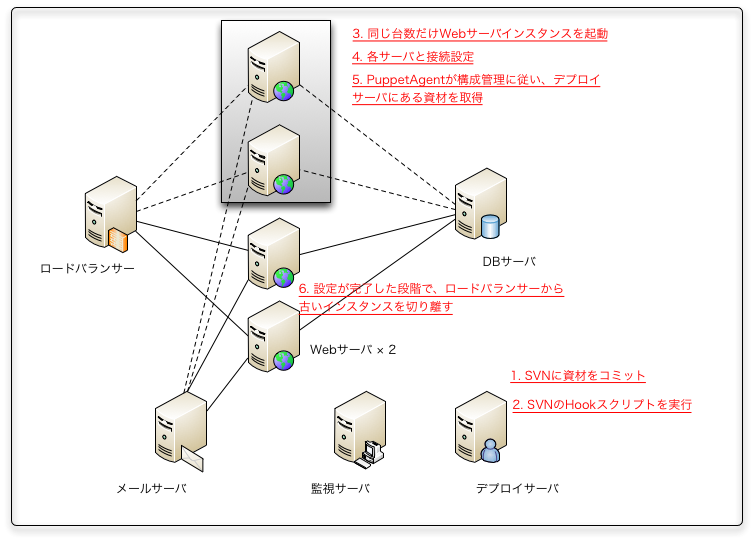 3. 同じ台数だけWebサーバインスタンスを起動
4. 各サーバと接続設定
5. PuppetAgentが構成管理に従い、デプロイ
サーバにある資材を取得
ロードバランサー
DBサーバ
6. 設定が完了した段階で、ロードバランサーから
古いインスタンスを切り離す
Webサーバ × 2
1. SVNに資材をコミット
2. SVNのHookスクリプトを実行
メールサーバ
監視サーバ
デプロイサーバ